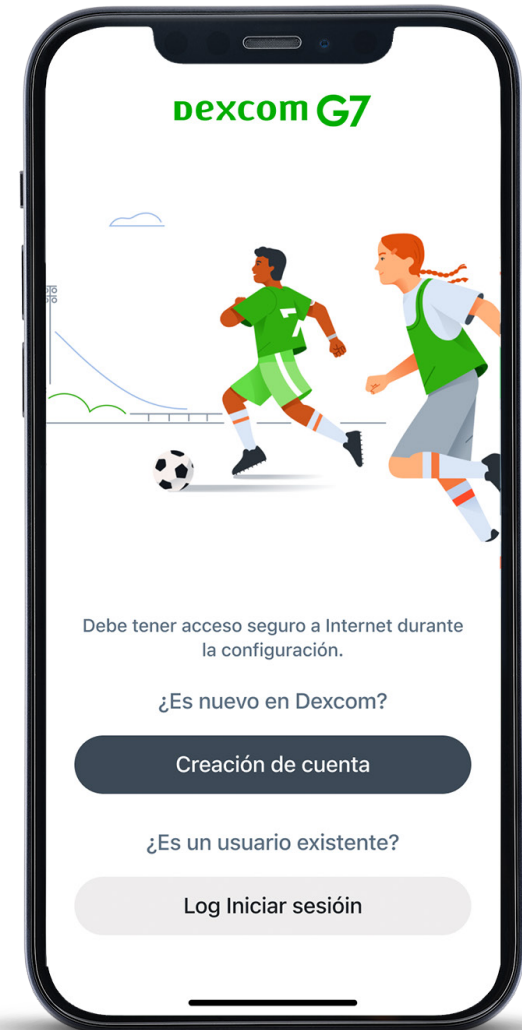 Dexcom G7
7
Debe tener acceso seguro a Internet durante
la configuración.
¿Es nuevo en Dexcom?
Creación de cuenta
¿Es un usuario existente?
Log Iniciar sesióin